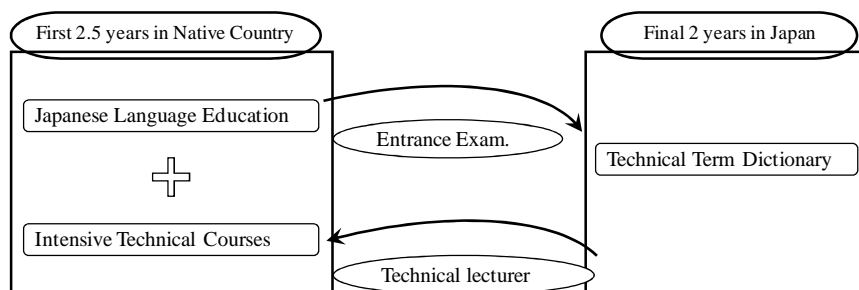 First 2.5 years in Native Country
Final 2 years in Japan
Japanese Language Education
Entrance Exam.
Technical Term Dictionary
Intensive Technical Courses
Technical lecturer